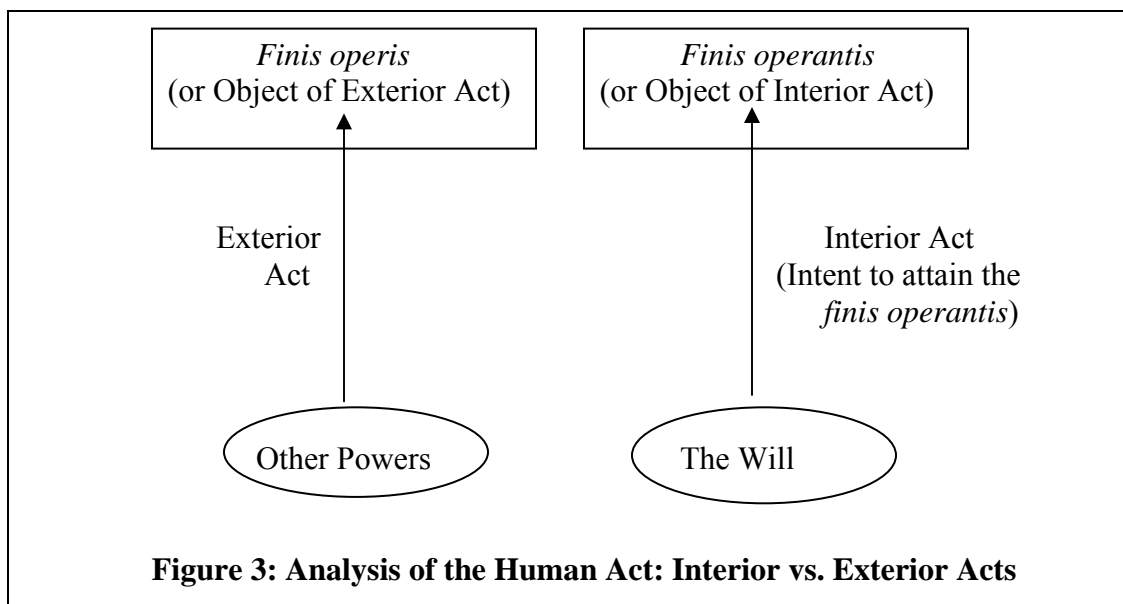 Finis operis
(or Object of Exterior Act)
Finis operantis
(or Object of Interior Act)
Exterior
Act
Interior Act
(Intent to attain the
finis operantis)
Other Powers
The Will
Figure 3: Analysis of the Human Act: Interior vs. Exterior Acts